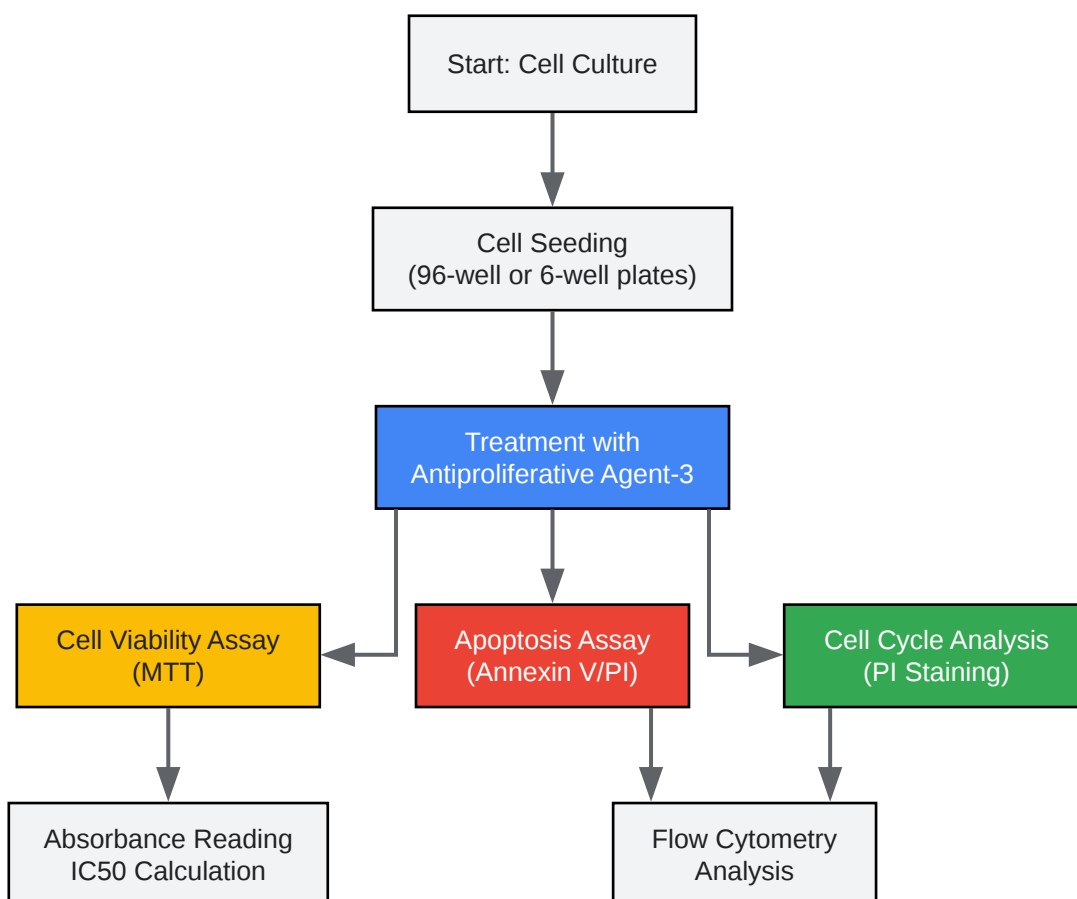 Start: Cell Culture
Cell Seeding
(96-well or 6-well plates)
Treatment with
Antiproliferative Agent-3
Cell Viability Assay
(MTT)
Apoptosis Assay
(Annexin V/PI)
Cell Cycle Analysis
(PI Staining)
Absorbance Reading
IC50 Calculation
Flow Cytometry
Analysis